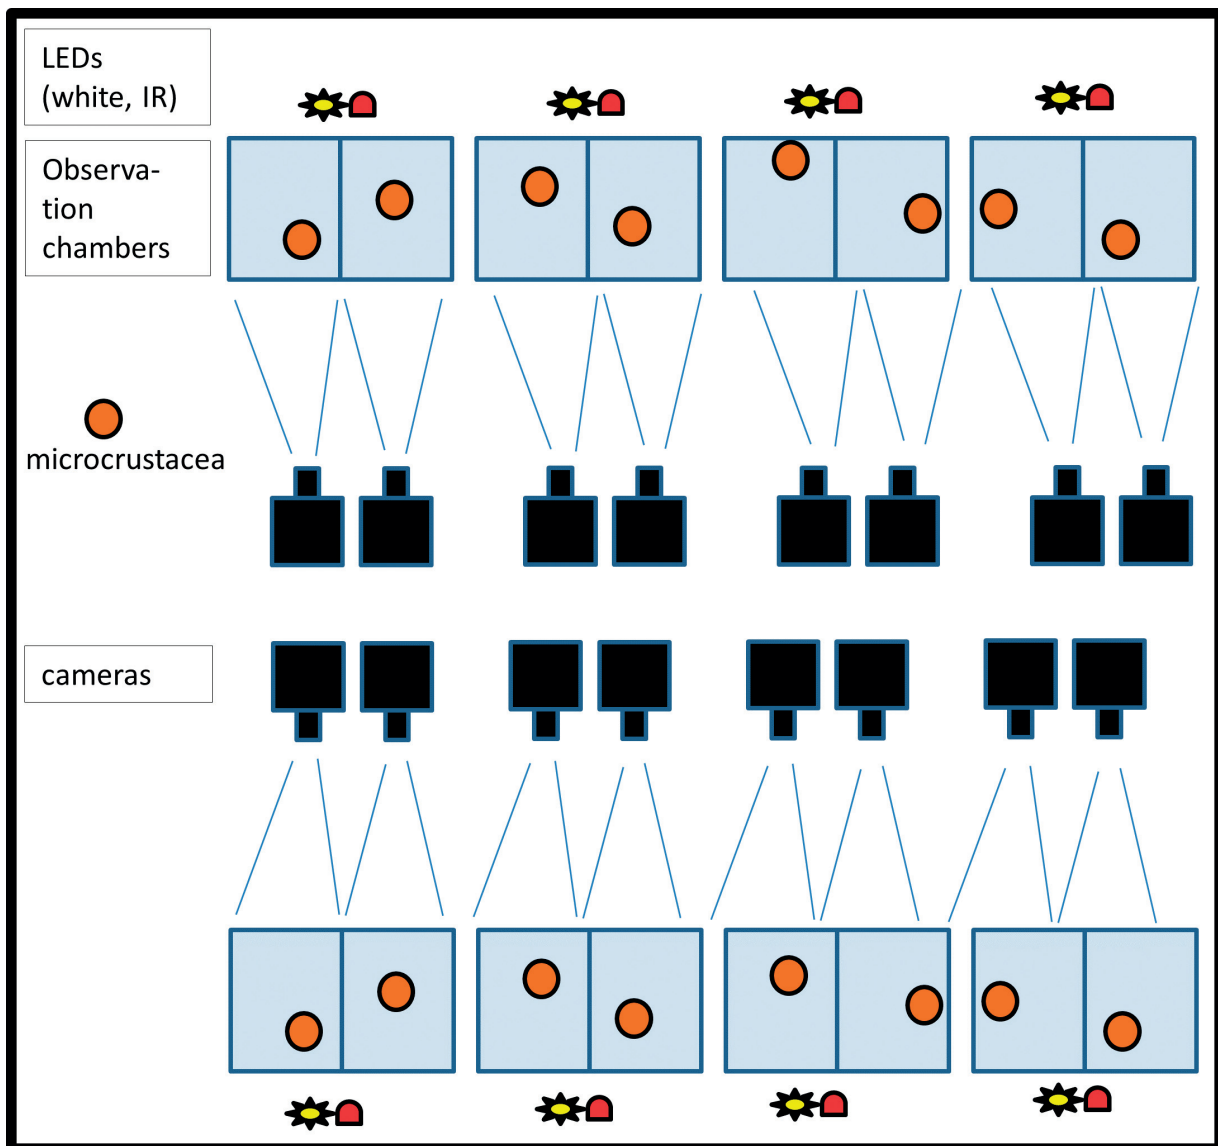 LEDs
(white, IR)
Observa-
tion
chambers
microcrustacea
cameras